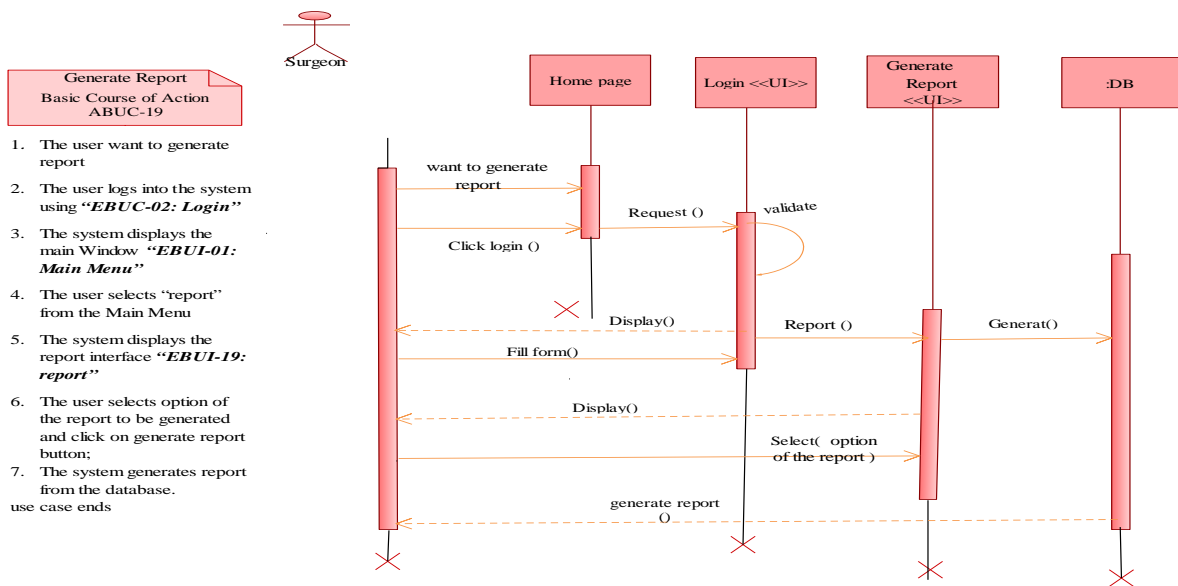 Surgeon
Generate Report
Basic Course of Action
ABUC-19
1. The user want to generate
report
2. The user logs into the system
using “EBUC-02: Login”
3. The system displays the
main Window “EBUI-01:
Main Menu”
4. The user selects “report”
from the Main Menu
5. The system displays the
report interface “EBUI-19:
report”
6. The user selects option of
the report to be generated
and click on generate report
button;
7. The system generates report
from the database.
use case ends
Home page
Login <<UI>>
Generate
Report
<<UI>>
:DB
want to generate
report
Click login ()
Request ()
validate
Display()
Report ()
Generat()
Fill form()
Display()
Select( option
of the report )
generate report
()